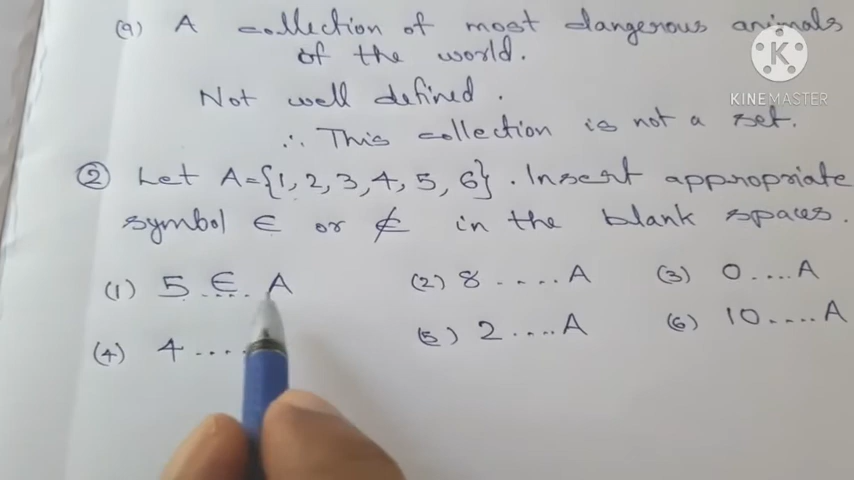 (9) A collection of most dangerous animals
of the world.
Not well defined.
∴ This collection is not a set.
② Let A={1, 2, 3, 4, 5, 6}. Insert appropriate
symbol ∈ or ∉ in the blank spaces.
(1) 5 ..∈.. A (2) 8 ..... A (3) 0 .... A
(4) 4 .... (5) 2 .... A (6) 10 .... A
K
KINEMASTER